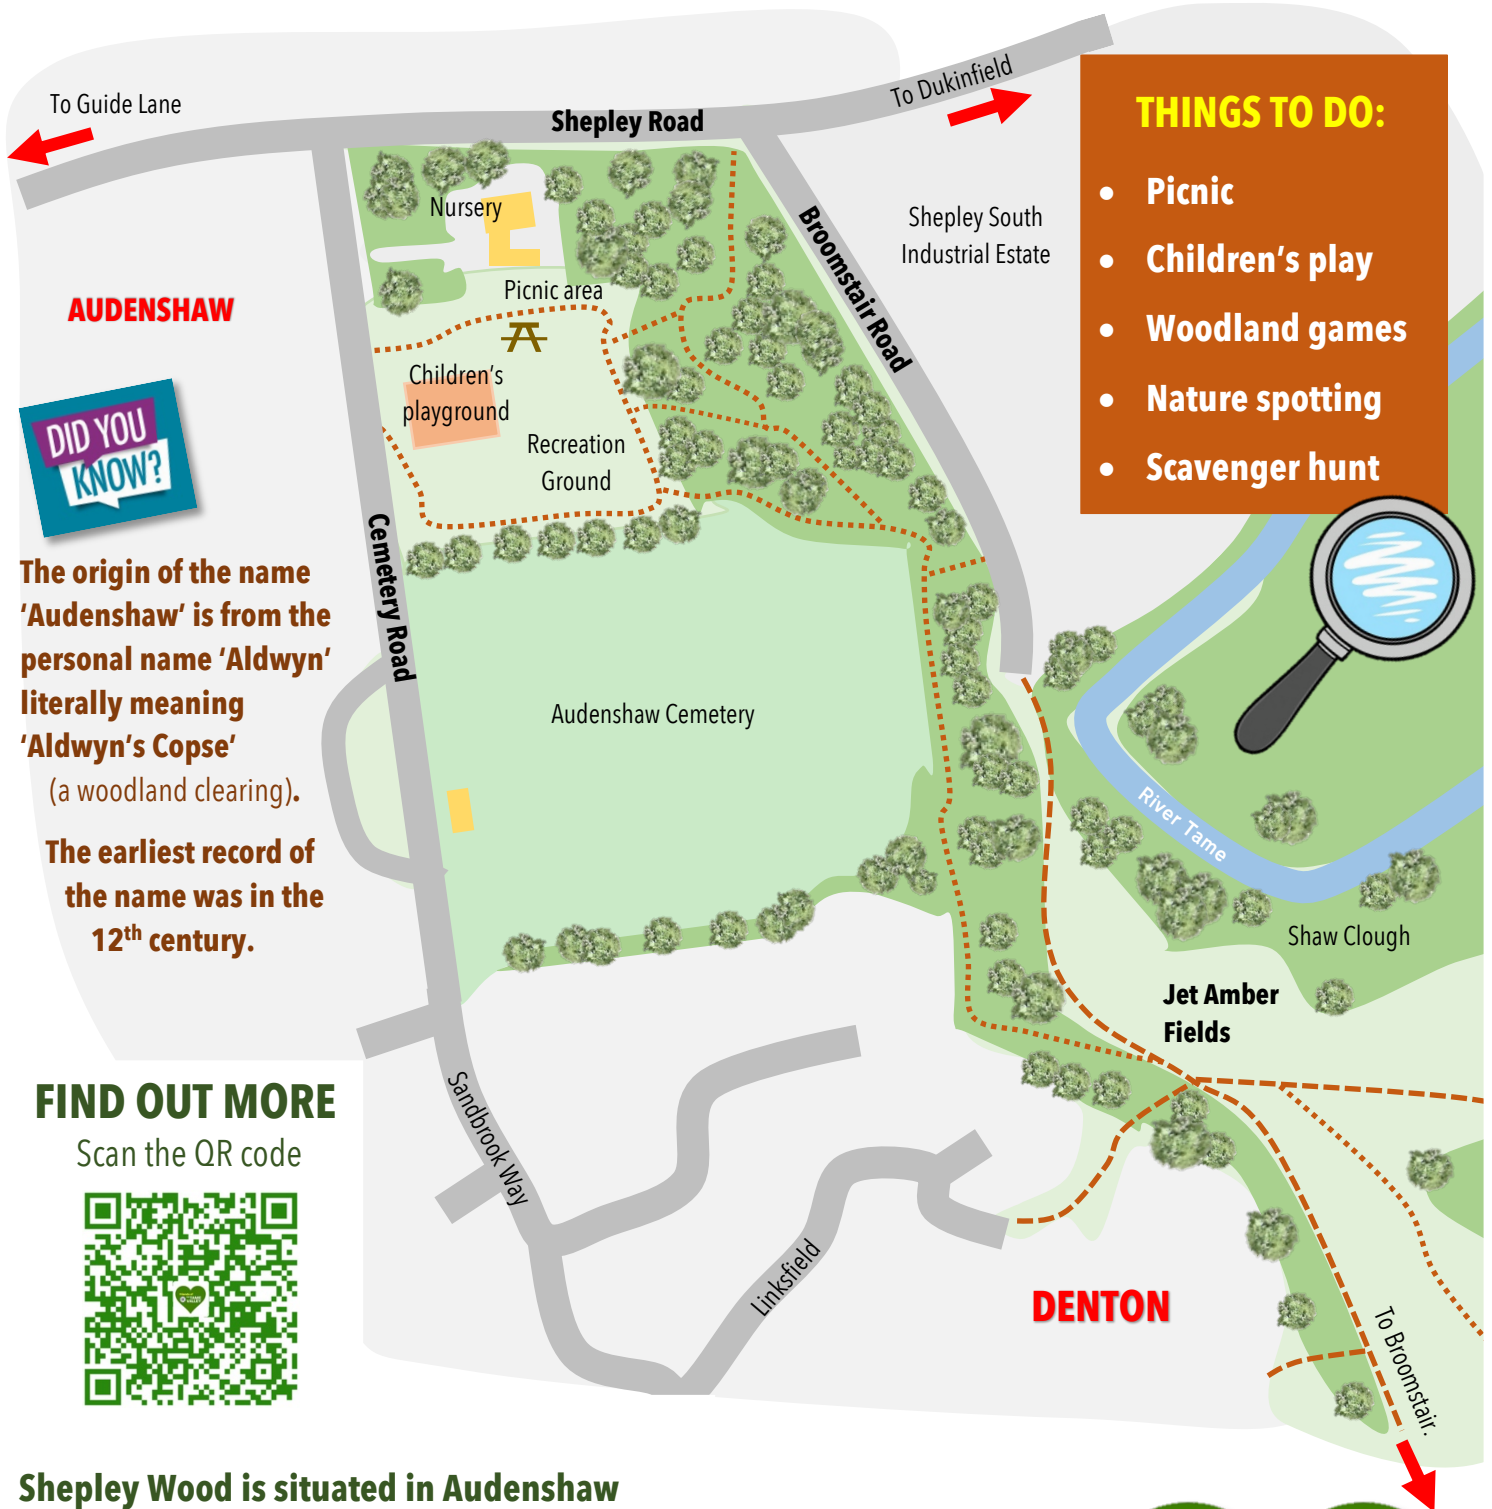 To Guide Lane
Shepley Road
To Dukinfield
THINGS TO DO:
• Picnic
• Children's play
• Woodland games
• Nature spotting
• Scavenger hunt
Nursery
Broomstair Road
Shepley South
Industrial Estate
AUDENSHAW
Picnic area
Children's
playground
Recreation
Ground
DID YOU
KNOW?
The origin of the name
'Audenshaw' is from the
personal name 'Aldwyn'
literally meaning
'Aldwyn's Copse'
(a woodland clearing).
The earliest record of
the name was in the
12th century.
Cemetery Road
Audenshaw Cemetery
River Tame
Shaw Clough
Jet Amber
Fields
FIND OUT MORE
Scan the QR code
Sandbrook Way
Linksfield
DENTON
To Broomstair.
Shepley Wood is situated in Audenshaw